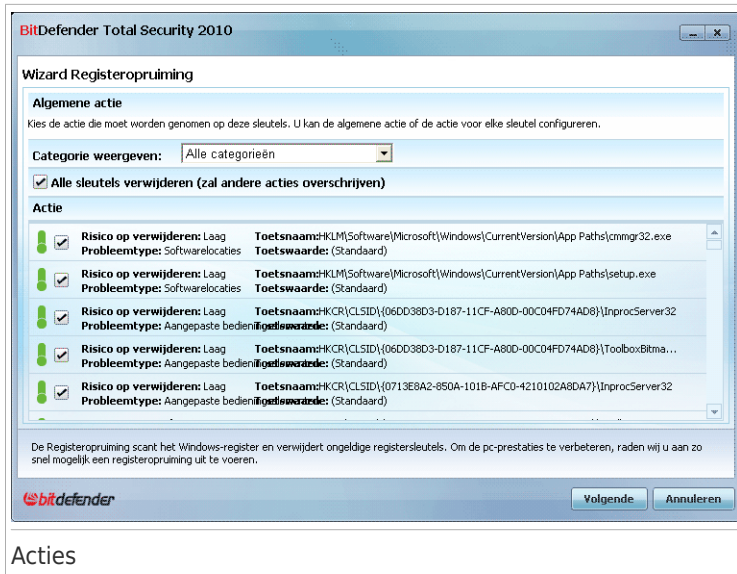 BitDefender Total Security 2010
Wizard Registeropruiming
Algemene actie
Kies de actie die moet worden genomen op deze sleutels. U kan de algemene actie of de actie voor elke sleutel configureren.
Categorie weergeven: Alle categorieën
Alle sleutels verwijderen (zal andere acties overschrijven)
Actie
Risico op verwijderen: Laag Toetsnaam:HKLM\Software\Microsoft\Windows\CurrentVersion\App Paths\cmmgr32.exe
Probleemtype: Softwarelocaties Toetswaarde: (Standaard)
Risico op verwijderen: Laag Toetsnaam:HKLM\Software\Microsoft\Windows\CurrentVersion\App Paths\setup.exe
Probleemtype: Softwarelocaties Toetswaarde: (Standaard)
Risico op verwijderen: Laag Toetsnaam:HKCR\CLSID\{06DD38D3-D187-11CF-A80D-00C04FD74AD8}\InprocServer32
Probleemtype: Aangepaste (Standaard)
Risico op verwijderen: Laag Toetsnaam:HKCR\CLSID\{06DD38D3-D187-11CF-A80D-00C04FD74AD8}\ToolboxBitma...
Probleemtype: Aangepaste (Standaard)
Risico op verwijderen: Laag Toetsnaam:HKCR\CLSID\{0713E8A2-850A-101B-AFC0-4210102A8DA7}\InprocServer32
Probleemtype: Aangepaste (Standaard)
De Registeropruiming scant het Windows-register en verwijdert ongeldige registersleutels. Om de pc-prestaties te verbeteren, raden wij u aan zo
snel mogelijk een registeropruiming uit te voeren.
bitdefender Volgende Annuleren
Acties